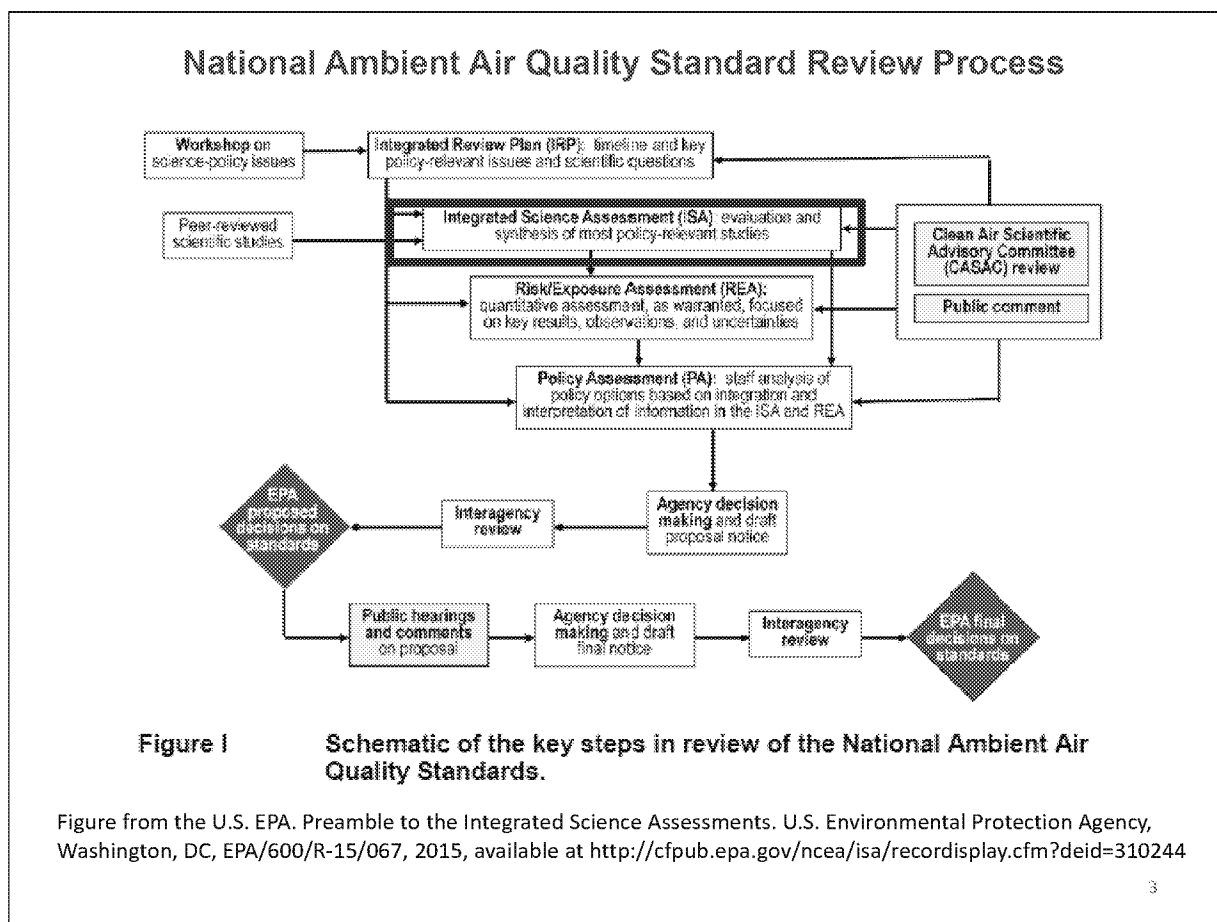 National Ambient Air Quality Standard Review Process
Workshop on
science-policy issues
Integrated Review Plan (IRP): timeline and key
policy-relevant issues and scientific questions
Peer-reviewed
scientific studies
Integrated Science Assessment (ISA): evaluation and
synthesis of most policy-relevant studies
Clean Air Scientific
Advisory Committee
(CASAC) review
Public comment
Risk/Exposure Assessment (REA):
quantitative assessment, as warranted, focused
on key results, observations, and uncertainties
Policy Assessment (PA): staff analysis of
policy options based on integration and
interpretation of information in the ISA and REA
Agency decision
making and draft
proposal notice
Interagency
review
EPA
proposed
decisions on
standards
Public hearings
and comments
on proposal
Agency decision
making and draft
final notice
Interagency
review
EPA final
decisions on
standards
Figure I
Schematic of the key steps in review of the National Ambient Air
Quality Standards.
Figure from the U.S. EPA. Preamble to the Integrated Science Assessments. U.S. Environmental Protection Agency,
Washington, DC, EPA/600/R-15/067, 2015, available at http://cfpub.epa.gov/ncea/isa/recordisplay.cfm?deid=310244
3